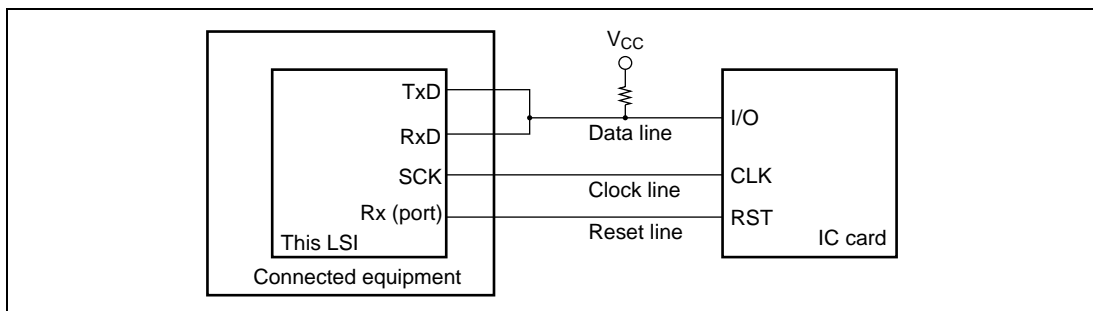 VCC
TxD
RxD
SCK
Rx (port)
This LSI
Connected equipment
Data line
Clock line
Reset line
I/O
CLK
RST
IC card